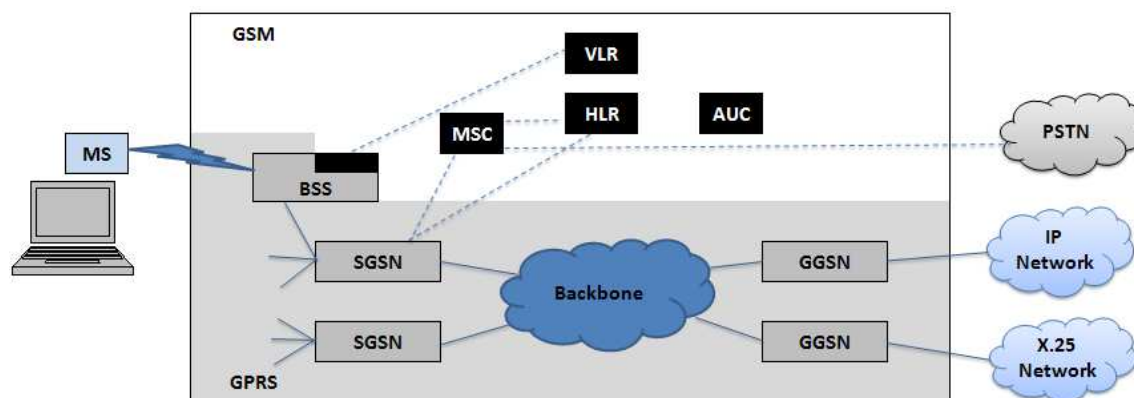 GSM
VLR
HLR
AUC
MSC
PSTN
MS
BSS
IP
Network
SGSN
GGSN
Backbone
SGSN
GGSN
X.25
Network
GPRS